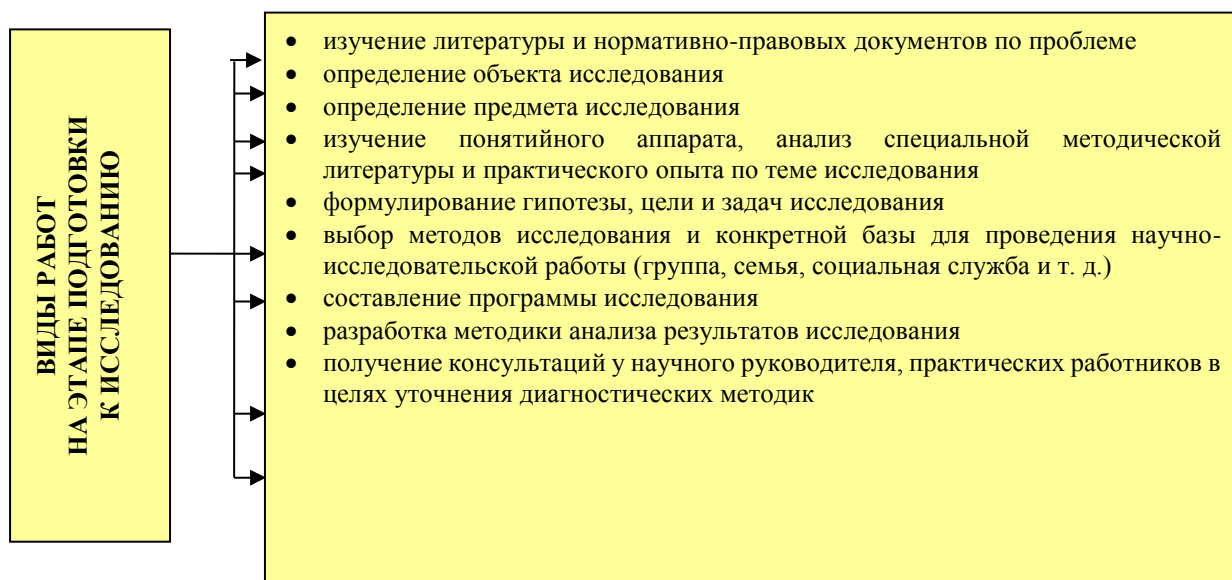 ВИДЫ РАБОТ
НА ЭТАПЕ ПОДГОТОВКИ
К ИССЛЕДОВАНИЮ
• изучение литературы и нормативно-правовых документов по проблеме
• определение объекта исследования
• определение предмета исследования
• изучение понятийного аппарата, анализ специальной методической
литературы и практического опыта по теме исследования
• формулирование гипотезы, цели и задач исследования
• выбор методов исследования и конкретной базы для проведения научно-
исследовательской работы (группа, семья, социальная служба и т. д.)
• составление программы исследования
• разработка методики анализа результатов исследования
• получение консультаций у научного руководителя, практических работников в
целях уточнения диагностических методик